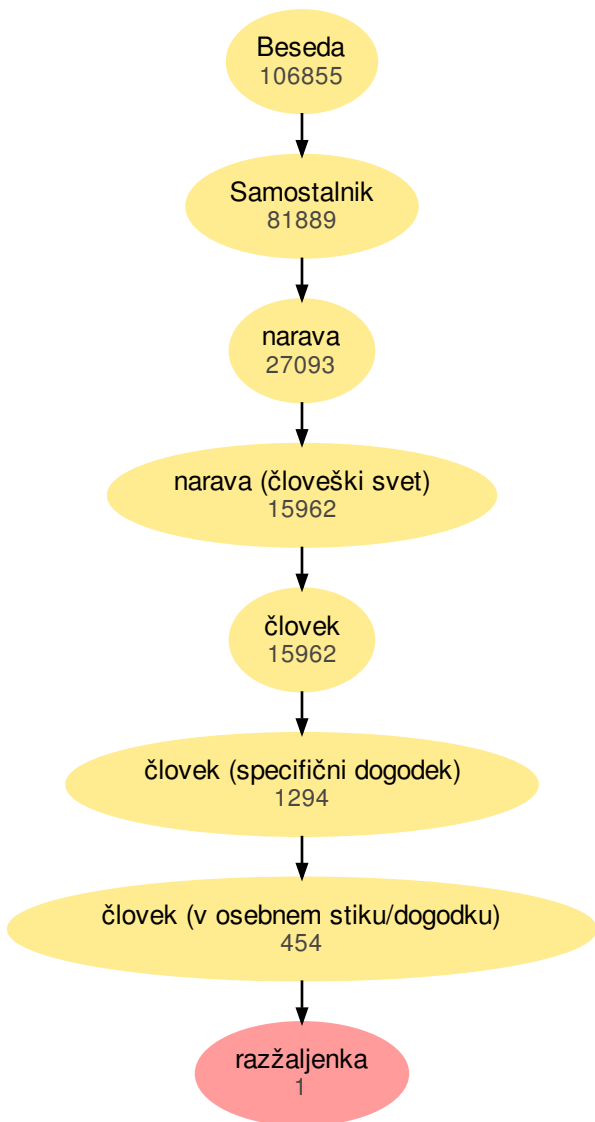 Beseda
106855
Samostalnik
81889
narava
27093
narava (človeški svet)
15962
človek
15962
človek (specifični dogodek)
1294
človek (v osebnem stiku/dogodku)
454
razžaljenka
1